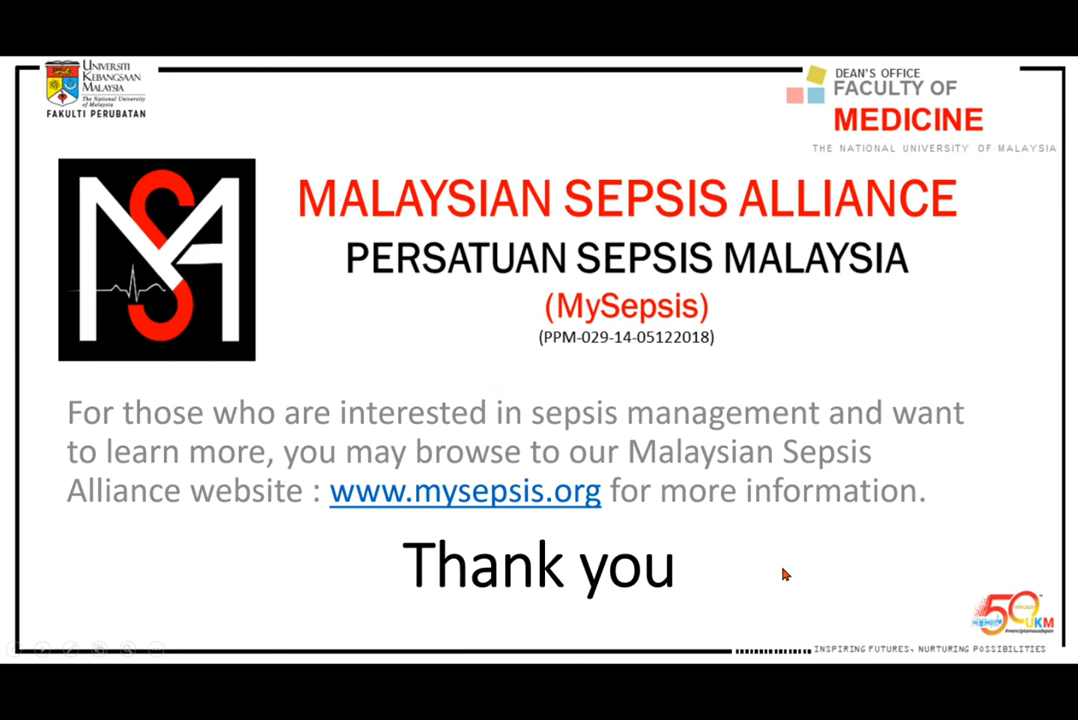 UNIVERSITI
KEBANGSAAN
MALAYSIA
The National University
of Malaysia
FAKULTI PERUBATAN
DEAN'S OFFICE
FACULTY OF
MEDICINE
THE NATIONAL UNIVERSITY OF MALAYSIA
MSA
MALAYSIAN SEPSIS ALLIANCE
PERSATUAN SEPSIS MALAYSIA
(MySepsis)
(PPM-029-14-05122018)
For those who are interested in sepsis management and want
to learn more, you may browse to our Malaysian Sepsis
Alliance website : www.mysepsis.org for more information.
Thank you
50
UKM
INSPIRING FUTURES, NURTURING POSSIBILITIES